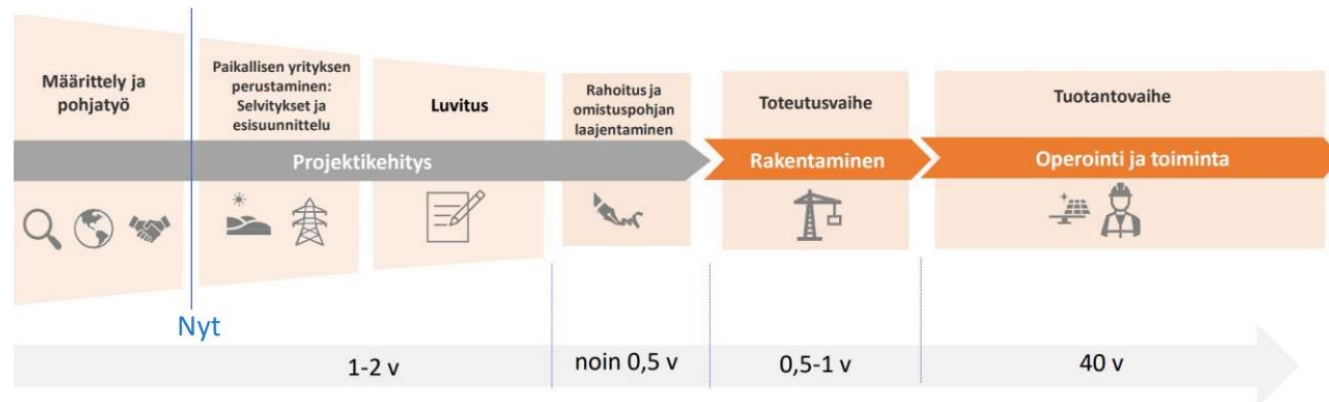 Määrittely ja
pohjatyö
Paikallisen yrityksen
perustaminen:
Selvitykset ja
esisuunnittelu
Luvitus
Rahoitus ja
omistuspohjan
laajentaminen
Toteutusvaihe
Tuotantovaihe
Projektikehitys
Rakentaminen
Operointi ja toiminta
Nyt
1-2 v
noin 0,5 v
0,5-1 v
40 v